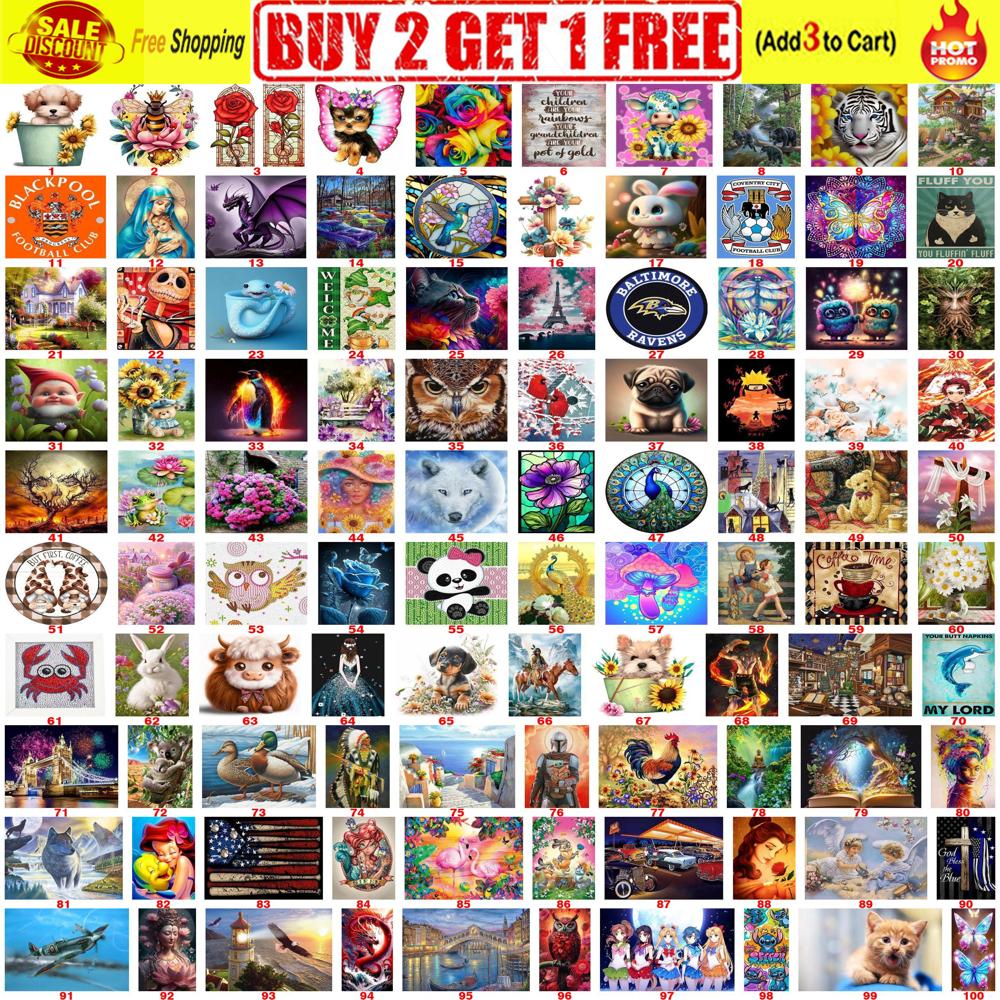 SALE
DISCOUNT
Free Shopping
BUY 2 GET 1 FREE
(Add 3 to Cart)
HOT
PROMO
YOUR
children
ARE YOUR
rainbows
YOUR
grandchildren
ARE YOUR
pot of gold
1 2 3 4 5 6 7 8 9 10
BLACKPOOL
FOOTBALL CLUB
COVENTRY CITY
FOOTBALL CLUB
FLUFF YOU
YOU FLUFFIN' FLUFF
11 12 13 14 15 16 17 18 19 20
WELCOME
BALTIMORE
RAVENS
21 22 23 24 25 26 27 28 29 30
31 32 33 34 35 36 37 38 39 40
41 42 43 44 45 46 47 48 49 50
BUT FIRST, COFFEE
Coffee Time
51 52 53 54 55 56 57 58 59 60
YOUR BUTT NAPKINS
MY LORD
61 62 63 64 65 66 67 68 69 70
71 72 73 74 75 76 77 78 79 80
God
Bless
the
Blue
81 82 83 84 85 86 87 88 89 90
91 92 93 94 95 96 97 98 99 100